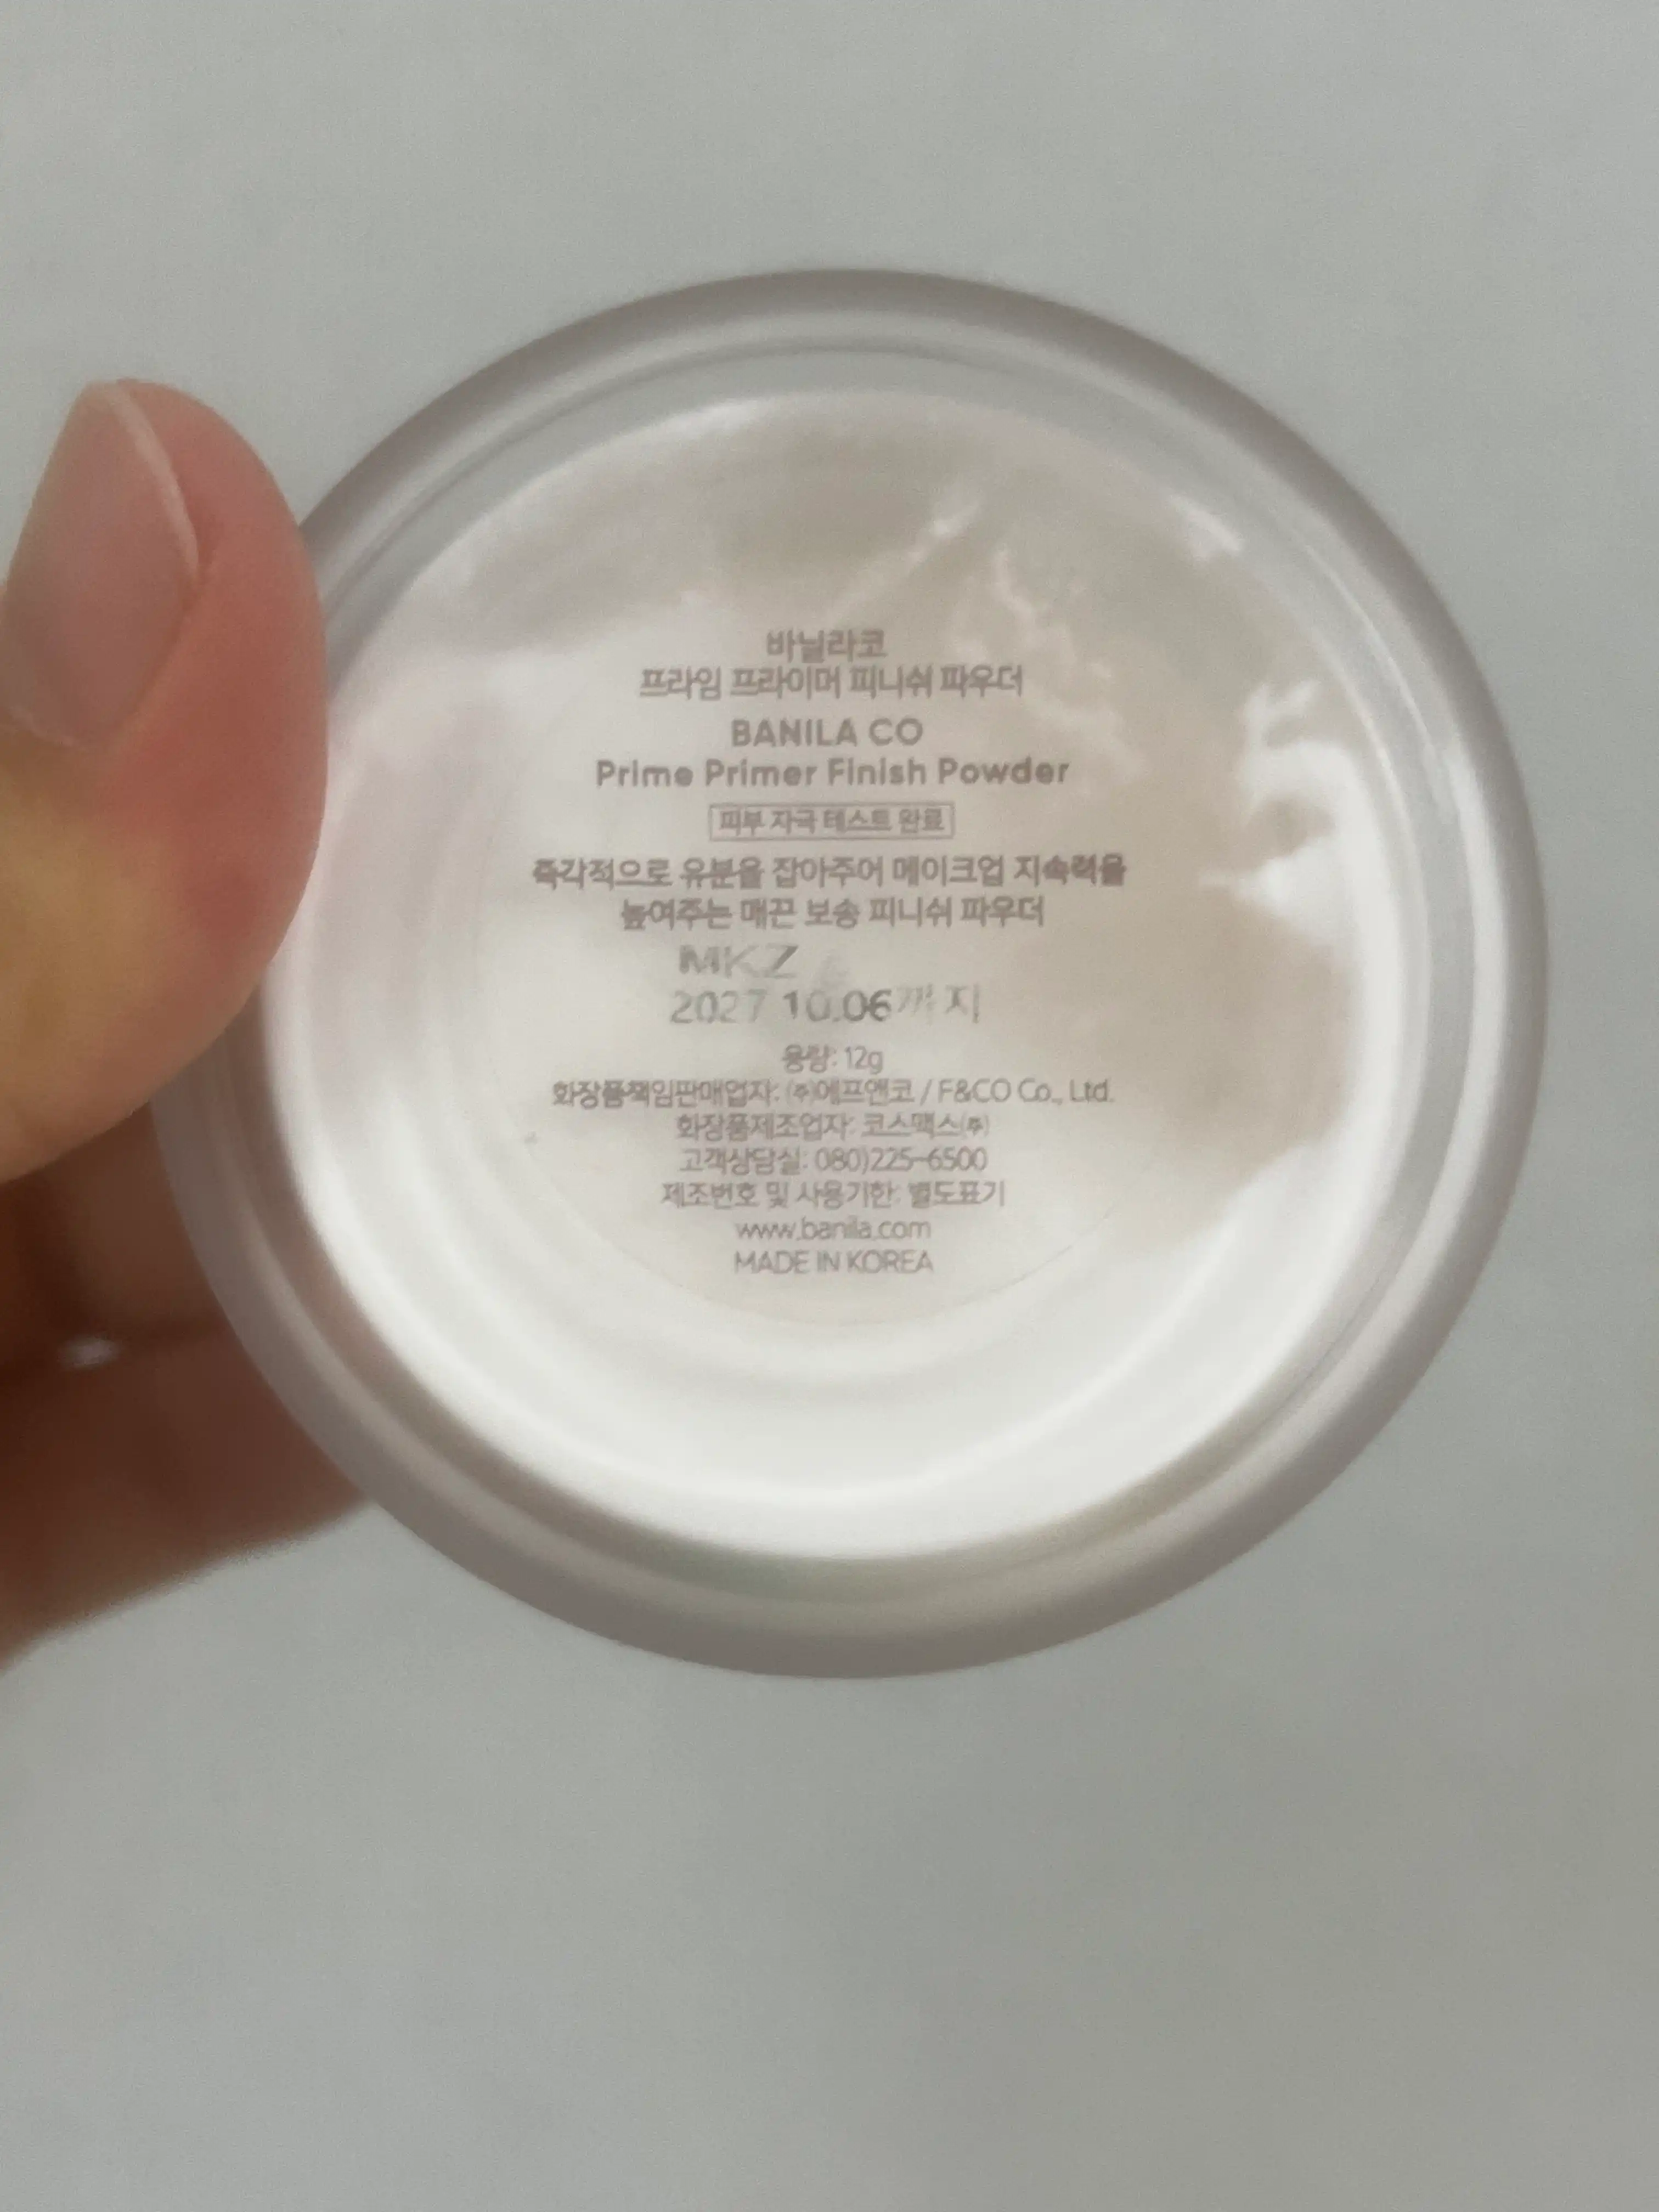 바닐라코
프라임 프라이머 피니쉬 파우더
BANILA CO
Prime Primer Finish Powder
피부 자극 테스트 완료
즉각적으로 유분을 잡아주어 메이크업 지속력을
높여주는 매끈 보송 피니쉬 파우더
MKZ
2027 10.06까지
용량: 12g
화장품책임판매업자: ㈜에프앤코 / F&CO Co., Ltd.
화장품제조업자: 코스맥스㈜
고객상담실: 080)225-6500
제조번호 및 사용기한: 별도표기
www.banila.com
MADE IN KOREA